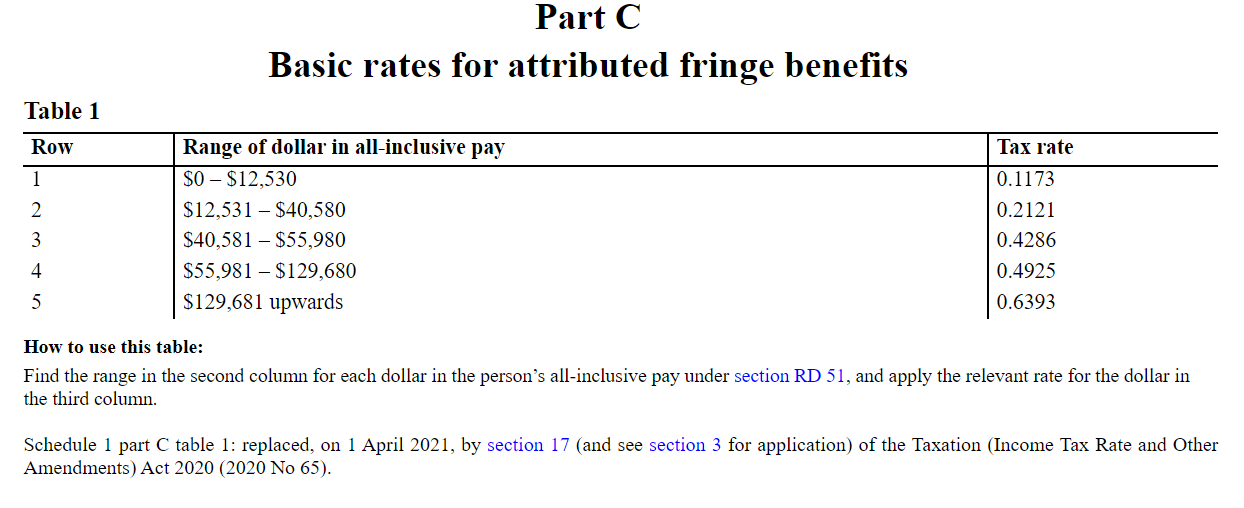 Part C
Basic rates for attributed fringe benefits
Table 1
Row Range of dollar in all-inclusive pay Tax rate
1 $0 – $12,530 0.1173
2 $12,531 – $40,580 0.2121
3 $40,581 – $55,980 0.4286
4 $55,981 – $129,680 0.4925
5 $129,681 upwards 0.6393
How to use this table:
Find the range in the second column for each dollar in the person's all-inclusive pay under section RD 51, and apply the relevant rate for the dollar in
the third column.
Schedule 1 part C table 1: replaced, on 1 April 2021, by section 17 (and see section 3 for application) of the Taxation (Income Tax Rate and Other
Amendments) Act 2020 (2020 No 65).